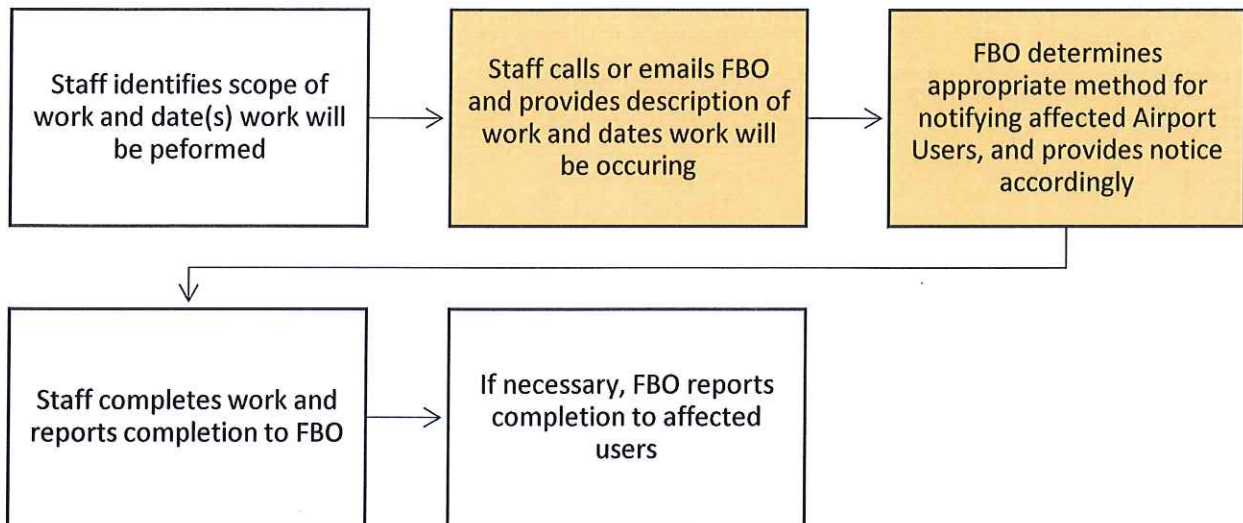 Staff identifies scope of
work and date(s) work will
be peformed
Staff calls or emails FBO
and provides description of
work and dates work will
be occuring
FBO determines
appropriate method for
notifying affected Airport
Users, and provides notice
accordingly
Staff completes work and
reports completion to FBO
If necessary, FBO reports
completion to affected
users